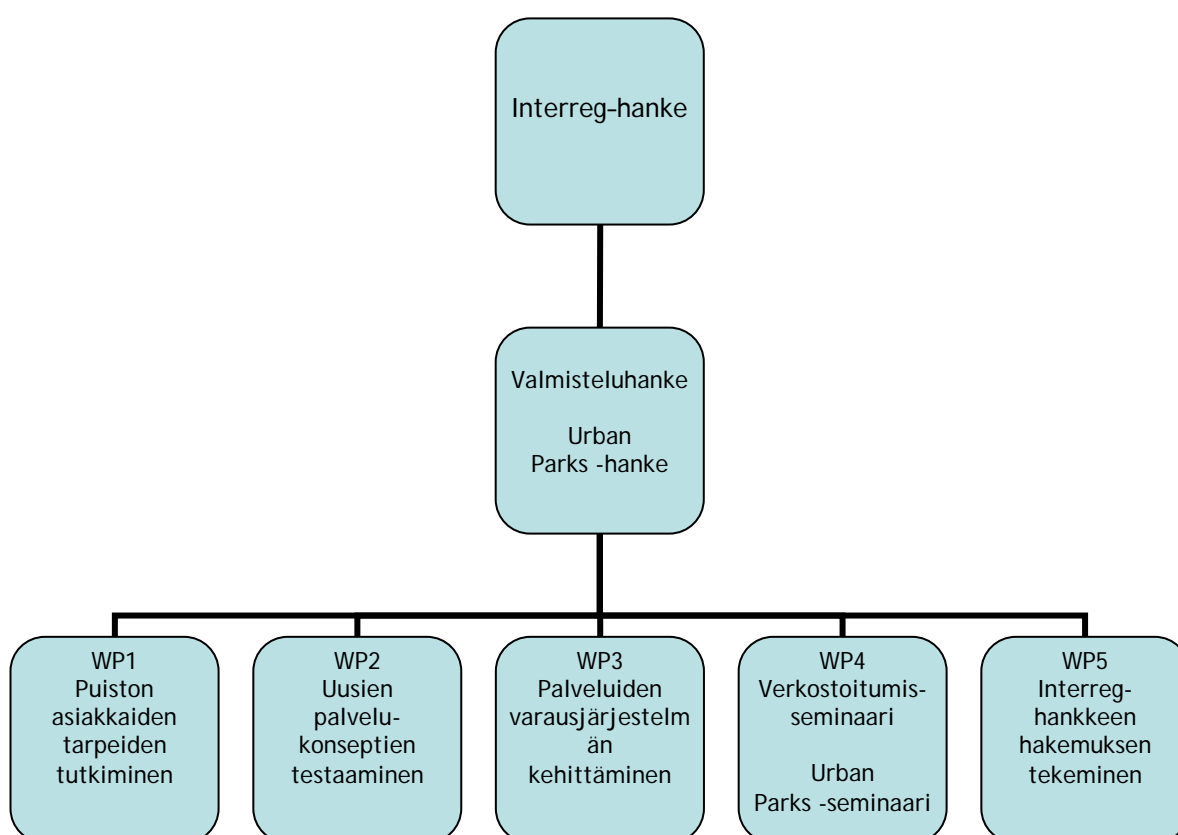 Interreg-hanke
Valmisteluhanke
Urban
Parks -hanke
WP1
Puiston
asiakkaiden
tarpeiden
tutkiminen
WP2
Uusien
palvelu-
konseptien
testaaminen
WP3
Palveluiden
varausjärjestelm
än
kehittäminen
WP4
Verkostoitumis-
seminaari
Urban
Parks -seminaari
WP5
Interreg-
hankkeen
hakemuksen
tekeminen